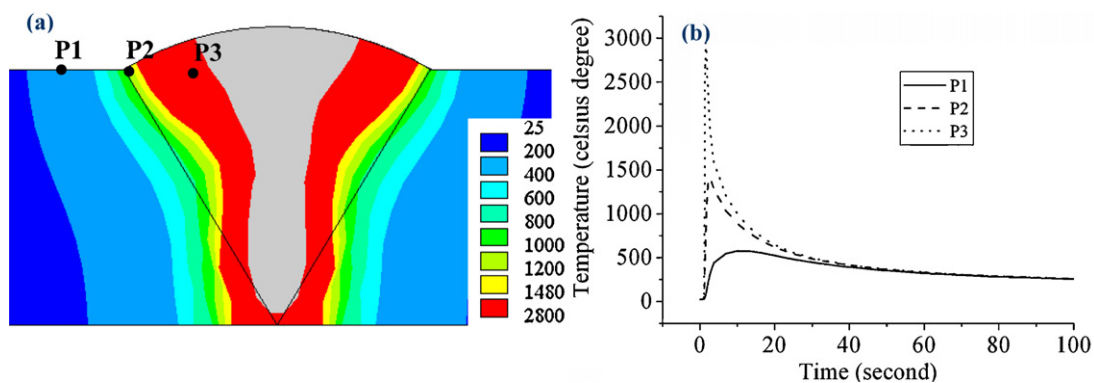 (a)
P1
P2
P3
25
200
400
600
800
1000
1200
1480
2800
(b)
Temperature (celsius degree)
3000
2500
2000
1500
1000
500
0
P1
P2
P3
0 20 40 60 80 100
Time (second)